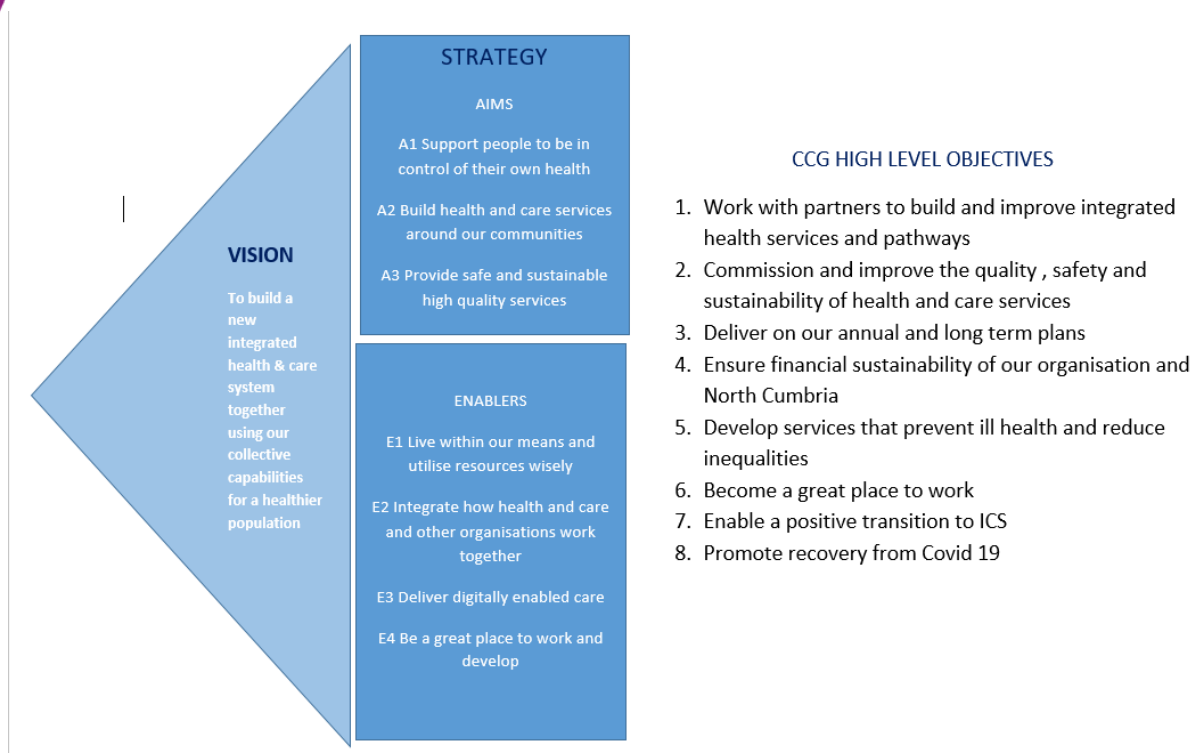 VISION
To build a
new
integrated
health & care
system
together
using our
collective
capabilities
for a healthier
population
STRATEGY
AIMS
A1 Support people to be in
control of their own health
A2 Build health and care services
around our communities
A3 Provide safe and sustainable
high quality services
ENABLERS
E1 Live within our means and
utilise resources wisely
E2 Integrate how health and care
and other organisations work
together
E3 Deliver digitally enabled care
E4 Be a great place to work and
develop
CCG HIGH LEVEL OBJECTIVES
1. Work with partners to build and improve integrated
health services and pathways
2. Commission and improve the quality , safety and
sustainability of health and care services
3. Deliver on our annual and long term plans
4. Ensure financial sustainability of our organisation and
North Cumbria
5. Develop services that prevent ill health and reduce
inequalities
6. Become a great place to work
7. Enable a positive transition to ICS
8. Promote recovery from Covid 19